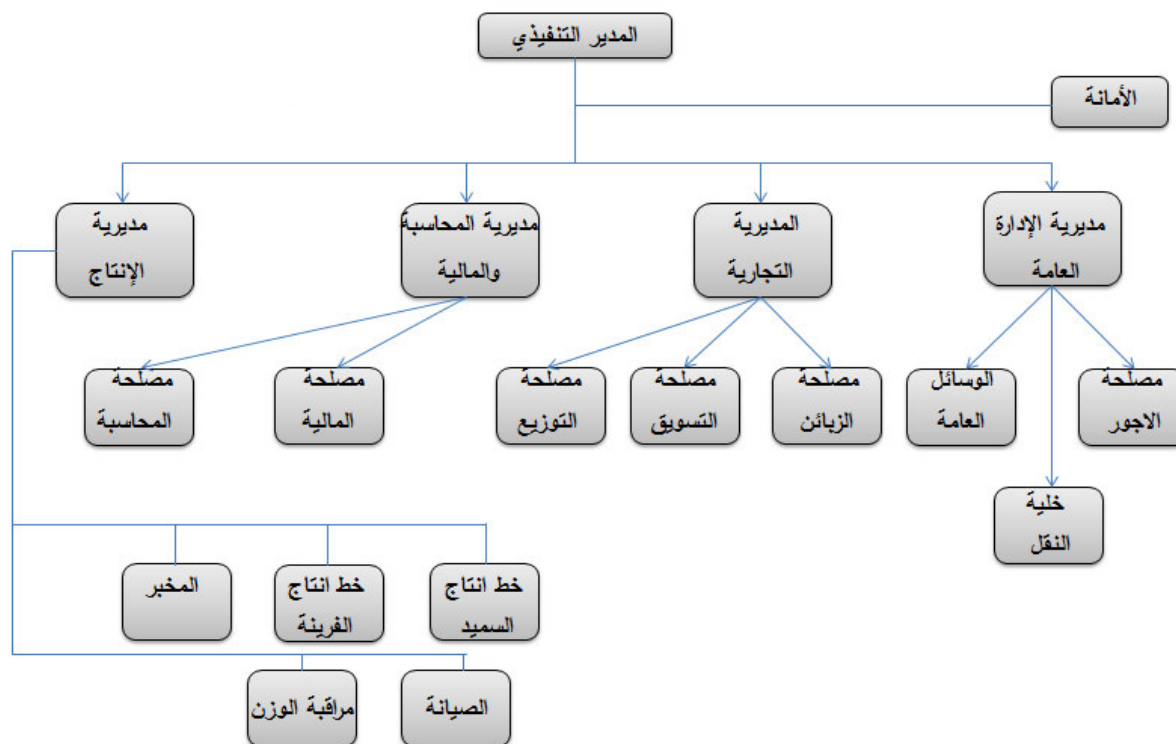 المدير التنفيذي
الأمانة
مديرية الإدارة
العامة
المديرية
التجارية
مديرية المحاسبة
والمالية
مديرية
الإنتاج
مصلحة
الاجور
الوسائل
العامة
مصلحة
الزبائن
مصلحة
التسويق
مصلحة
التوزيع
مصلحة
المالية
مصلحة
المحاسبة
خلية
النقل
خط انتاج
السميد
خط انتاج
الفرينة
المخبر
الصيانة
مراقبة الوزن